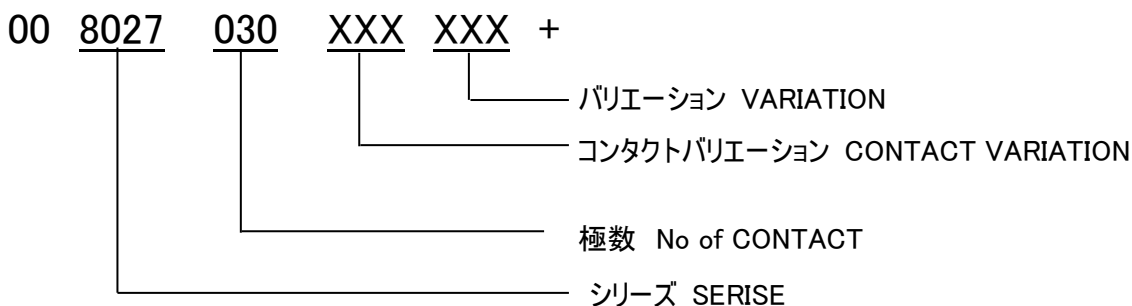 00 8027 030 XXX XXX +
バリエーション VARIATION
コンタクトバリエーション CONTACT VARIATION
極数 No of CONTACT
シリーズ SERISE